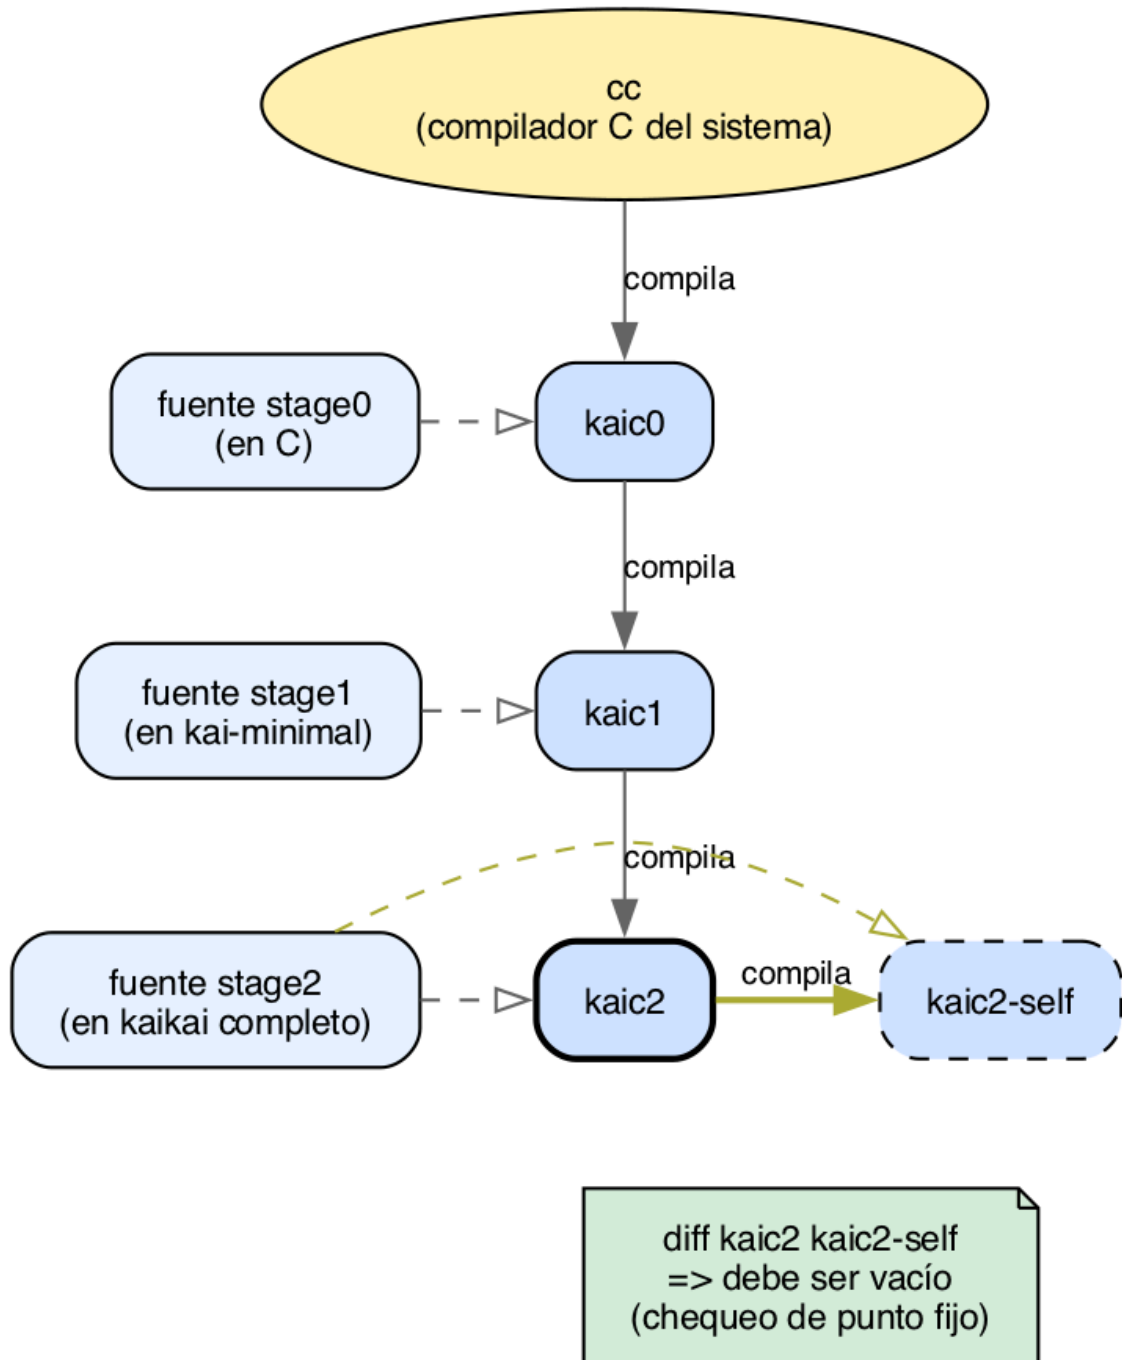 cc
(compilador C del sistema)
compila
fuente stage0
(en C)
kaic0
compila
fuente stage1
(en kai-minimal)
kaic1
compila
fuente stage2
(en kaikai completo)
kaic2
compila
kaic2-self
diff kaic2 kaic2-self
=> debe ser vacío
(chequeo de punto fijo)